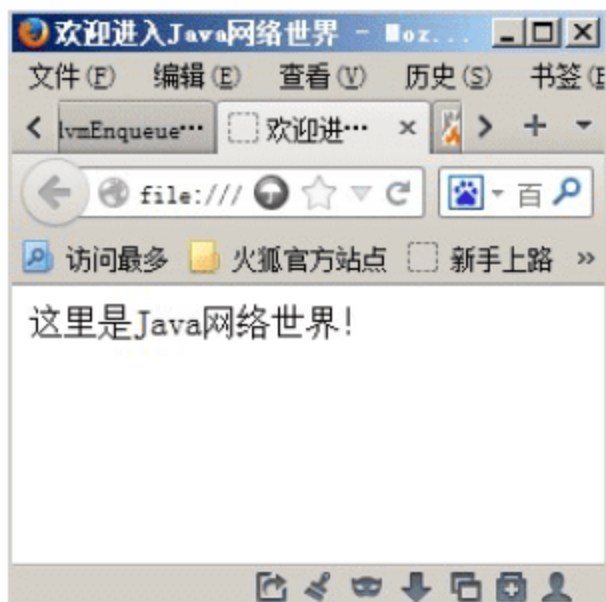 欢迎进入Java网络世界 - Moz...
文件(F) 编辑(E) 查看(V) 历史(S) 书签(E
lvmEnqueue… 欢迎进…
file:/// 百
访问最多 火狐官方站点 新手上路 »
这里是Java网络世界!